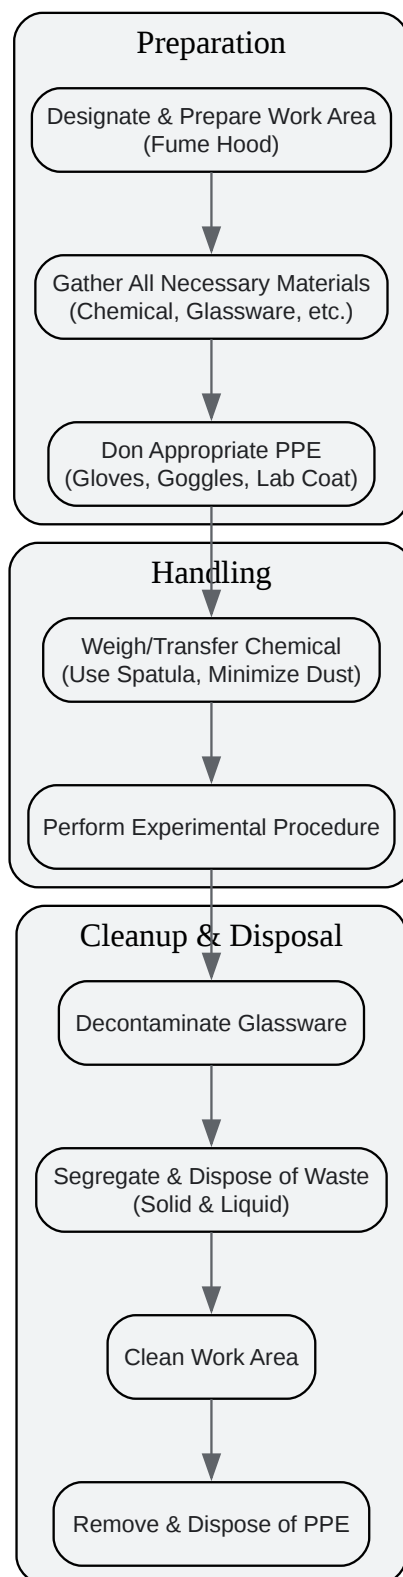 Preparation
Designate & Prepare Work Area
(Fume Hood)
Gather All Necessary Materials
(Chemical, Glassware, etc.)
Don Appropriate PPE
(Gloves, Goggles, Lab Coat)
Handling
Weigh/Transfer Chemical
(Use Spatula, Minimize Dust)
Perform Experimental Procedure
Cleanup & Disposal
Decontaminate Glassware
Segregate & Dispose of Waste
(Solid & Liquid)
Clean Work Area
Remove & Dispose of PPE